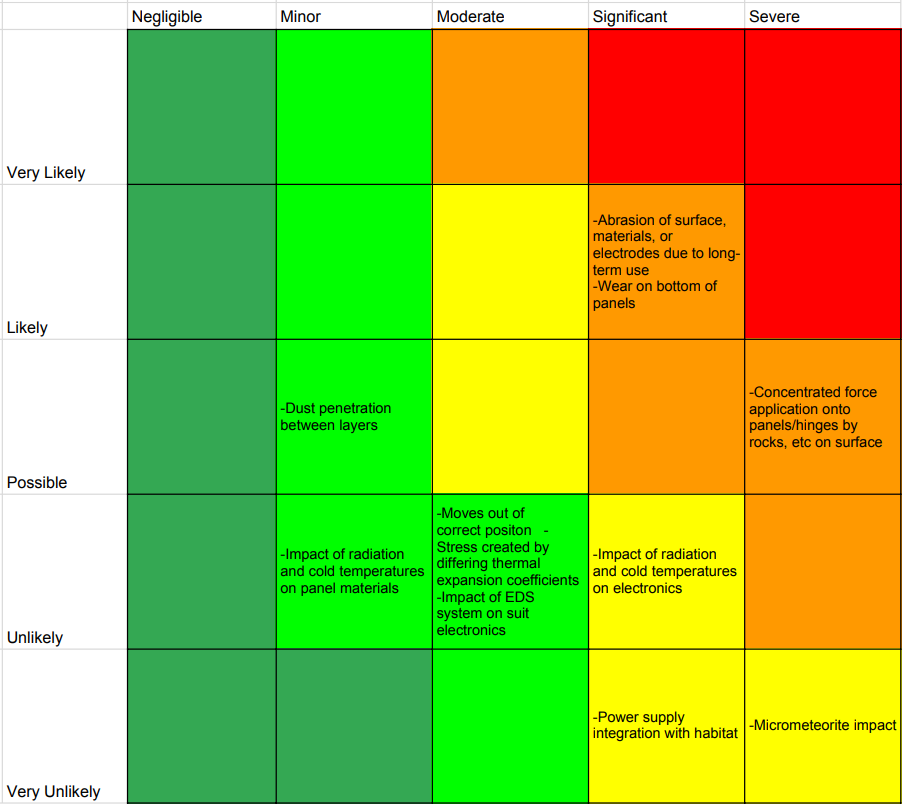 Negligible Minor Moderate Significant Severe
Very Likely
-Abrasion of surface,
materials, or
electrodes due to long-
term use
-Wear on bottom of
panels
Likely
-Dust penetration
between layers
-Concentrated force
application onto
panels/hinges by
rocks, etc on surface
Possible
-Impact of radiation
and cold temperatures
on panel materials
-Moves out of
correct positon -
Stress created by
differing thermal
expansion coefficients
-Impact of EDS
system on suit
electronics
-Impact of radiation
and cold temperatures
on electronics
Unlikely
-Power supply
integration with habitat
-Micrometeorite impact
Very Unlikely